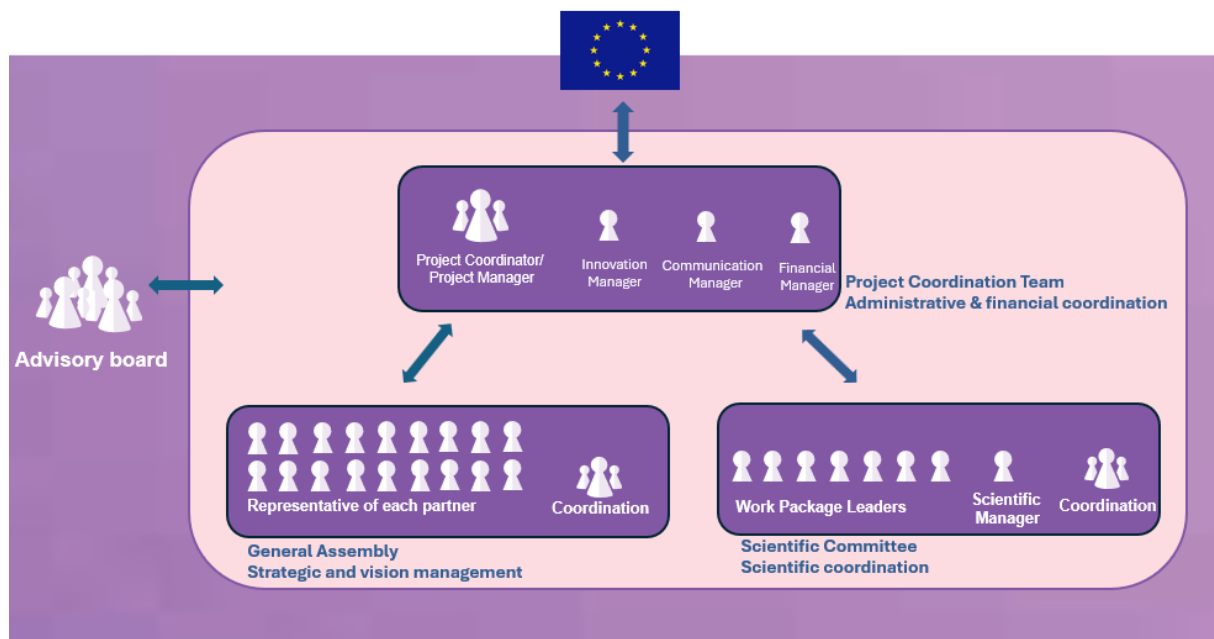 Project Coordinator/
Project Manager
Innovation
Manager
Communication
Manager
Financial
Manager
Project Coordination Team
Administrative & financial coordination
Advisory board
Representative of each partner
Coordination
General Assembly
Strategic and vision management
Work Package Leaders
Scientific
Manager
Coordination
Scientific Committee
Scientific coordination